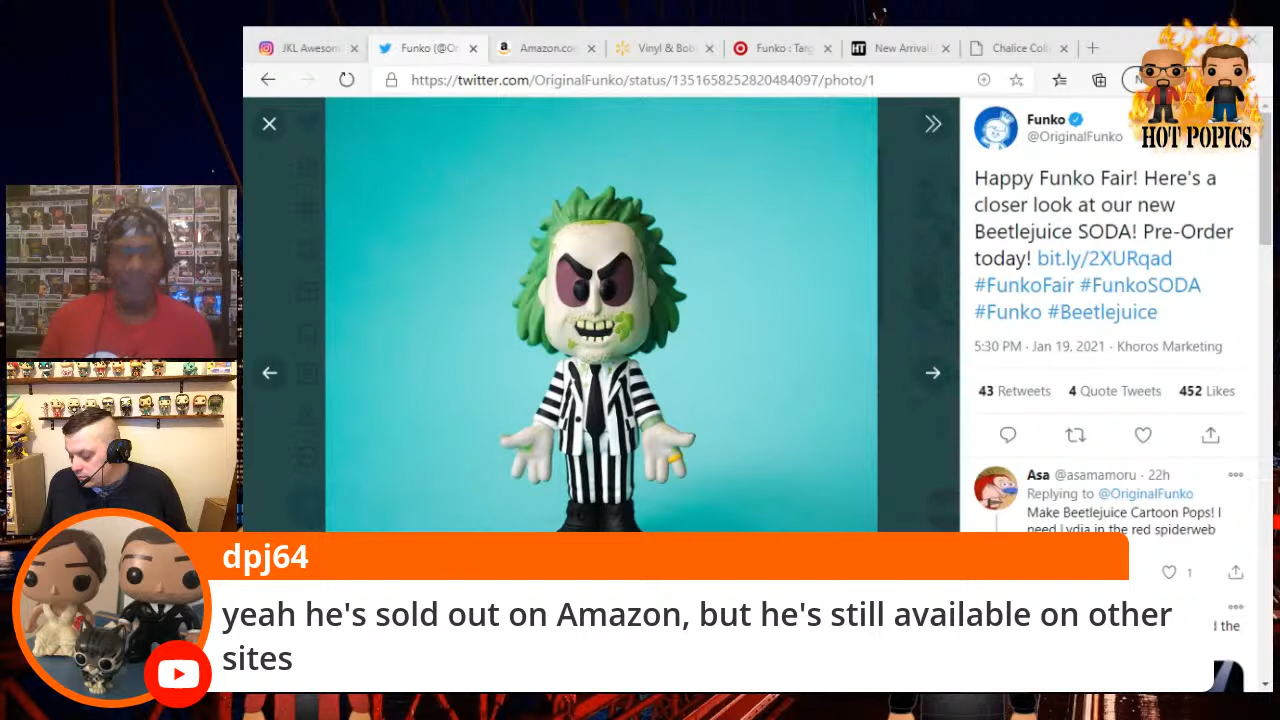 JKL Awesom
Funko (@Or
Amazon.co
Vinyl & Bob
Funko : Targ
New Arrival
Chalice Coll
https://twitter.com/OriginalFunko/status/1351658252820484097/photo/1
HOT POPICS
Funko
@OriginalFunko
Happy Funko Fair! Here's a
closer look at our new
Beetlejuice SODA! Pre-Order
today! bit.ly/2XURqad
#FunkoFair #FunkoSODA
#Funko #Beetlejuice
5:30 PM · Jan 19, 2021 · Khoros Marketing
43 Retweets 4 Quote Tweets 452 Likes
Asa @asamamoru · 22h
Replying to @OriginalFunko
Make Beetlejuice Cartoon Pops! I
need Lydia in the red spiderweb
1
the
dpj64
yeah he's sold out on Amazon, but he's still available on other
sites